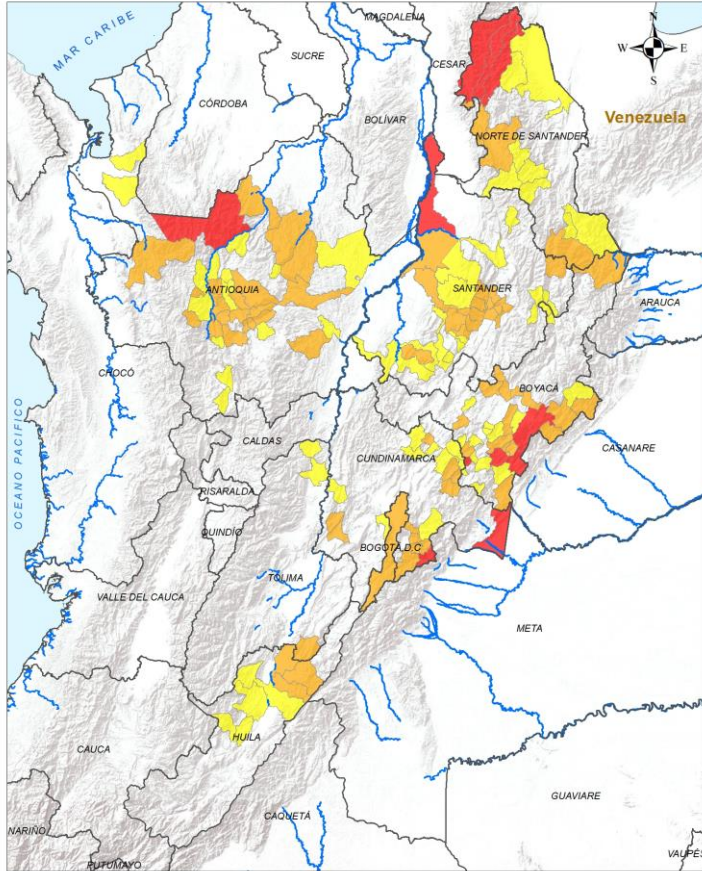 MAGDALENA
N
W E
S
MAR CARIBE
SUCRE
CESAR
CÓRDOBA
BOLÍVAR
Venezuela
NORTE DE SANTANDER
ANTIOQUIA
SANTANDER
ARAUCA
CHOCÓ
BOYACÁ
CALDAS
CUNDINAMARCA
CASANARE
OCEANO PACIFICO
RISARALDA
QUINDÍO
BOGOTÁ D.C
TOLIMA
VALLE DEL CAUCA
META
HUILA
CAUCA
GUAVIARE
CAQUETÁ
NARIÑO
PUTUMAYO
VAUPÉS